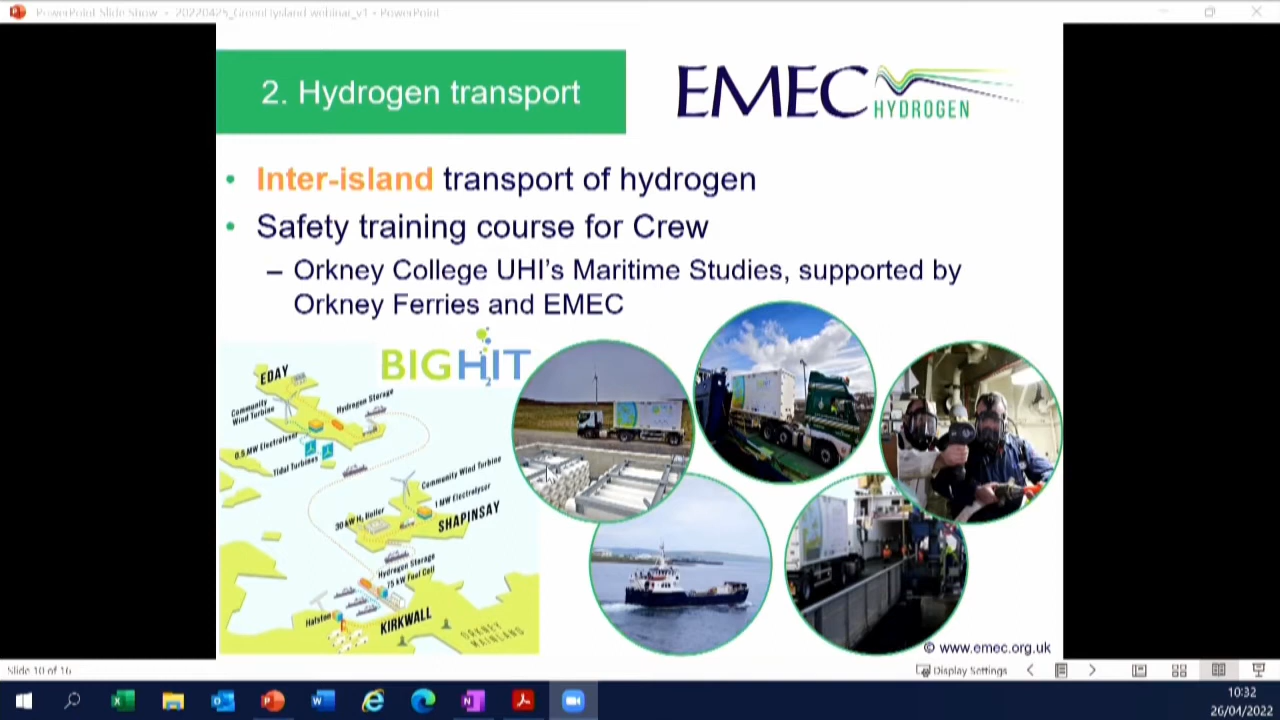 PowerPoint Slide Show - 20220425_GreenHysland webinar_v1 - PowerPoint
2. Hydrogen transport
EMEC
HYDROGEN
• Inter-island transport of hydrogen
• Safety training course for Crew
– Orkney College UHI's Maritime Studies, supported by
Orkney Ferries and EMEC
BIGHIT
2
EDAY
Community
Wind Turbine
Hydrogen Storage
0.5 MW Electrolyser
Tidal Turbines
Community Wind Turbine
1 MW Electrolyser
30 kW H₂ Boiler
SHAPINSAY
Hydrogen Storage
75 kW Fuel Cell
KIRKWALL
ORKNEY
MAINLAND
© www.emec.org.uk
Slide 10 of 16
Display Settings
10:32
26/04/2022